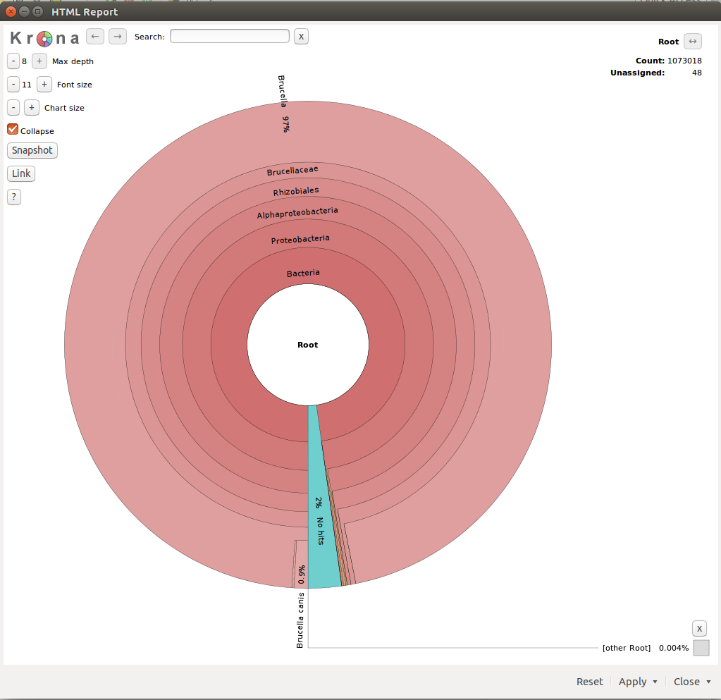 HTML Report
Krona ← → Search: x
Root ↔
- 8 + Max depth
Count: 1073018
Unassigned: 48
- 11 + Font size
- + Chart size
Collapse
Snapshot
Link
?
Brucella 97%
Brucellaceae
Rhizobiales
Alphaproteobacteria
Proteobacteria
Bacteria
Root
2% No hits
Brucella canis 0.9%
x
[other Root] 0.004%
Reset Apply Close